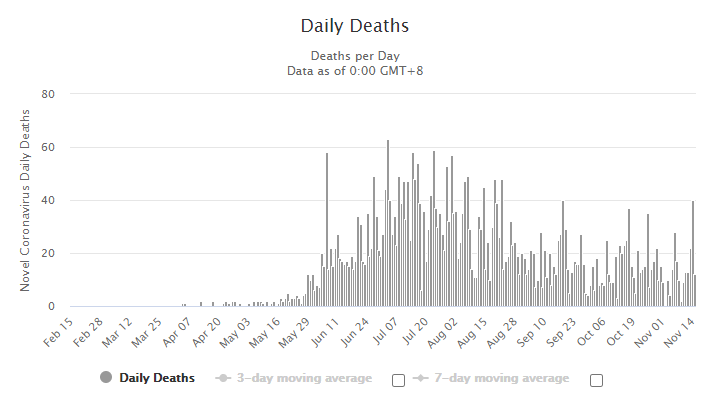 Daily Deaths
Deaths per Day
Data as of 0:00 GMT+8
Novel Coronavirus Daily Deaths
80
60
40
20
0
Feb 15
Feb 28
Mar 12
Mar 25
Apr 07
Apr 20
May 03
May 16
May 29
Jun 11
Jun 24
Jul 07
Jul 20
Aug 02
Aug 15
Aug 28
Sep 10
Sep 23
Oct 06
Oct 19
Nov 01
Nov 14
Daily Deaths 3-day moving average 7-day moving average